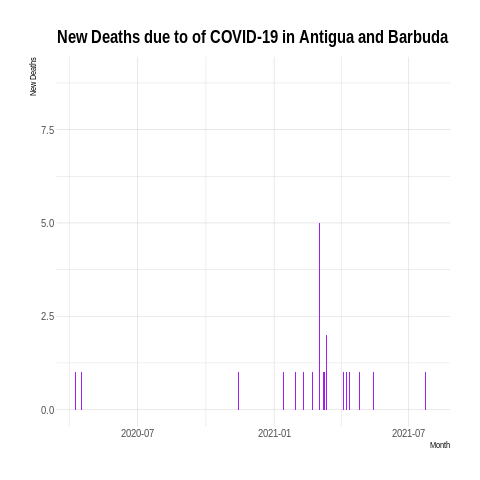 New Deaths due to of COVID-19 in Antigua and Barbuda
New Deaths
7.5
5.0
2.5
0.0
2020-07 2021-01 2021-07
Month